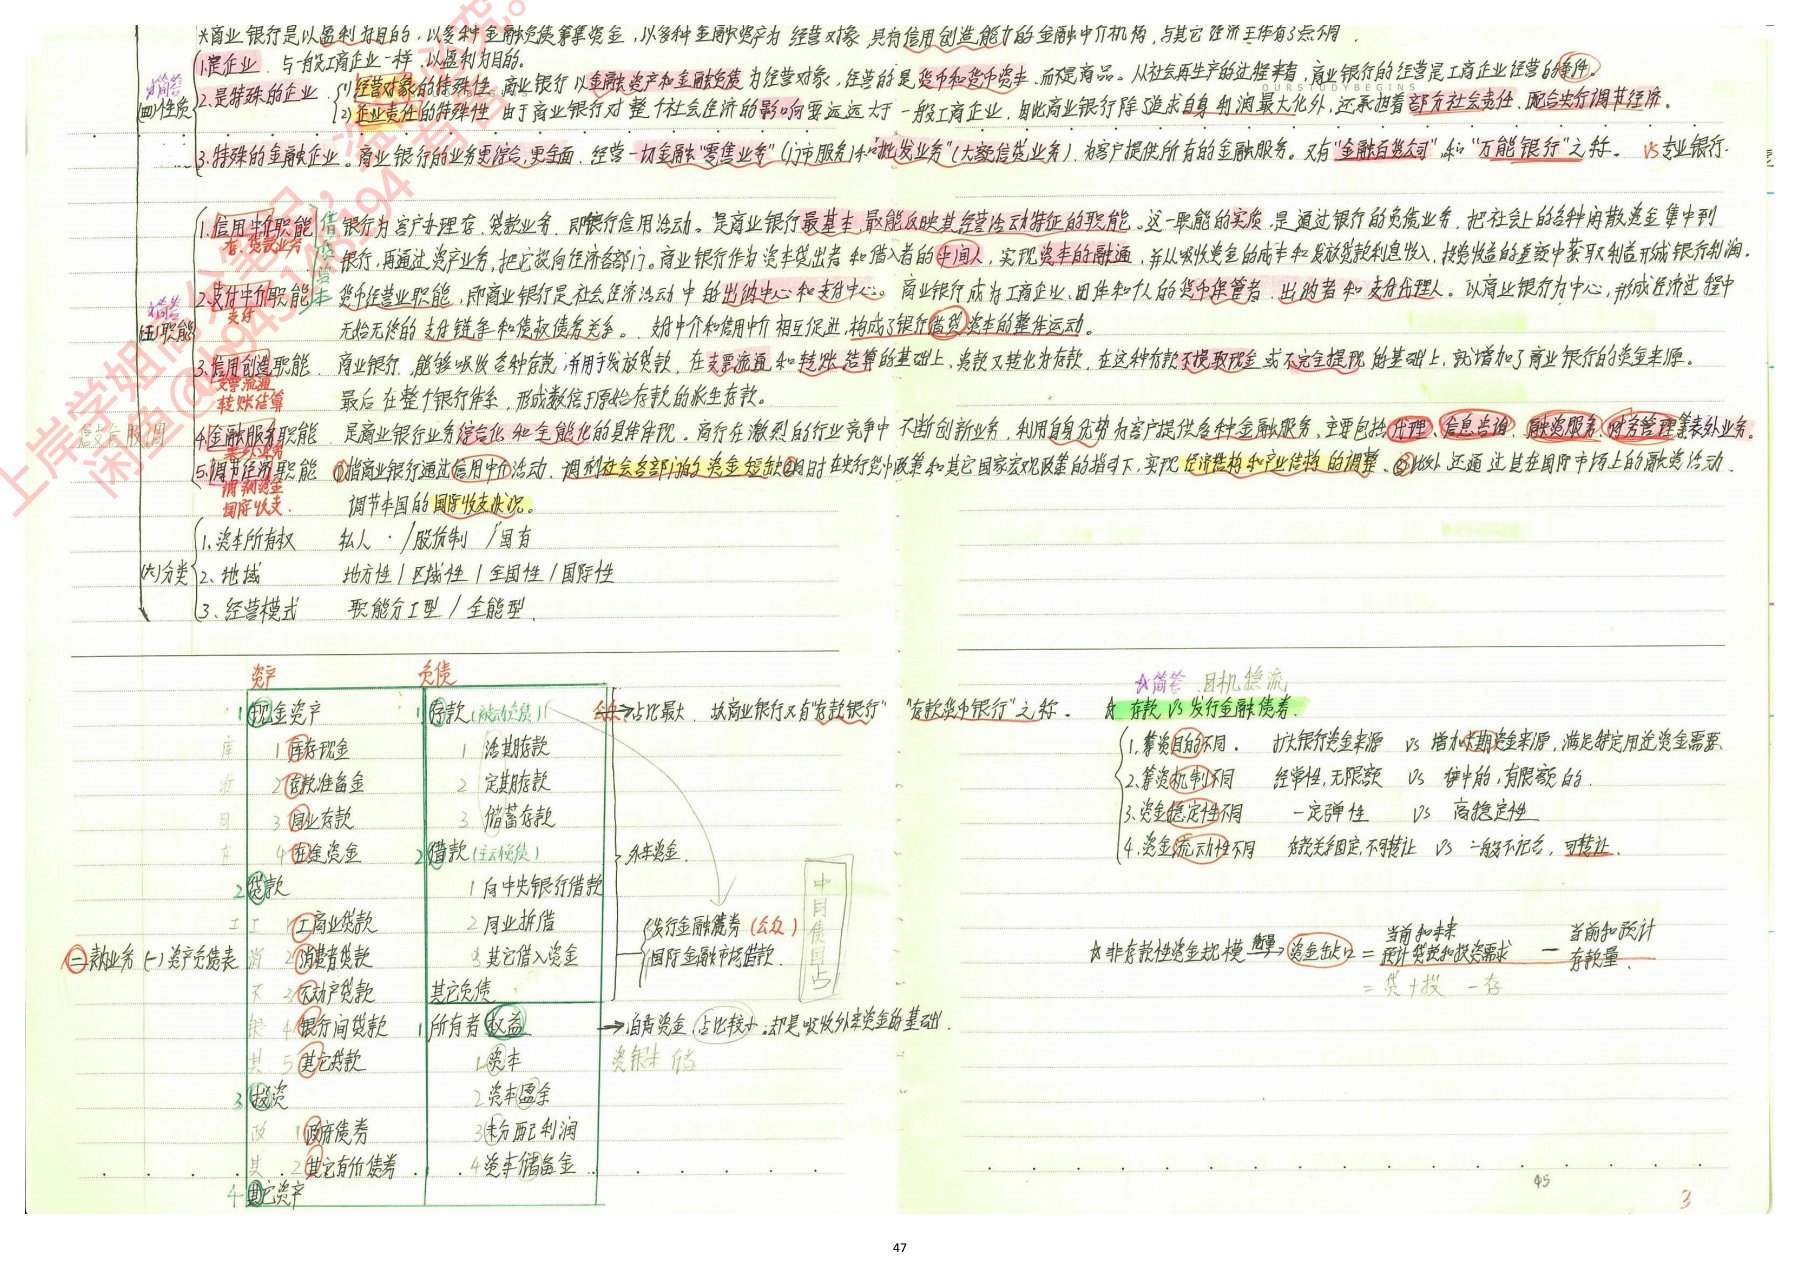 *商业银行是以盈利为目的，以多种金融负债筹集资金，以多种金融资产为经营对象，具有信用创造能力的金融中介机构，与其它经济主体有3点不同.
☆简答
(四)性质
1.是企业. 与一般工商企业一样，以盈利为目的。
2.是特殊的企业.
(1)经营对象的特殊性. 商业银行以金融资产和金融负债为经营对象，经营的是货币和货币资本.而不是商品。从社会再生产的过程来看，商业银行的经营是工商企业经营的条件。
OURSTUDYBEGINS
(2)企业责任的特殊性 由于商业银行对整个社会经济的影响要远远大于一般工商企业，因此商业银行除了追求自身利润最大化外，还承担着部分社会责任、配合央行调节经济。
3.特殊的金融企业。商业银行的业务更综合，更全面，经营一切金融"零售业务"(门市服务)和"批发业务"(大额信贷业务)，为客户提供所有的金融服务。又有"金融百货公司"和"万能银行"之称。 VS专业银行.
☆简答
(五)职能
1.信用中介职能 银行为客户办理存、贷款业务，即银行信用活动。是商业银行最基本、最能反映其经营活动特征的职能。这一职能的实质，是通过银行的负债业务，把社会上的各种闲散资金集中到
存、贷款业务
借贷资本
银行，再通过资产业务，把它投向经济各部门。商业银行作为资本贷出者和借入者的中间人，实现资本的融通，并从吸收资金的成本和发放贷款利息收入、投资收益的差额中获取利益形成银行利润。
2.支付中介职能 货币经营业职能，即商业银行是社会经济活动中的出纳中心和支付中心。商业银行成为工商企业、团体和个人的货币保管者、出纳者和支付代理人。以商业银行为中心，形成经济过程中
支付
无始无终的支付链条和债权债务关系。支付中介和信用中介相互促进，构成了银行借贷资本的整体运动。
3.信用创造职能. 商业银行能够吸收各种存款，并用于发放贷款，在支票流通和转账结算的基础上，贷款又转化为存款，在这种存款不提取现金或不完全提现的基础上，就增加了商业银行的资金来源。
支票流通
转账结算 最后在整个银行体系，形成数倍于原始存款的派生存款。
信支创服调
4.金融服务职能 是商业银行业务综合化和全能化的具体体现。商行在激烈的行业竞争中不断创新业务，利用自身优势为客户提供各种金融服务，主要包括代理、信息咨询、融资服务、财务管理等表外业务。
表外业务
5.调节经济职能 ①指商业银行通过信用中介活动，调剂社会各部门的资金短缺②同时在央行货币政策和其它国家宏观政策的指引下，实现经济结构和产业结构的调整。③此外还通过其在国际市场上的融资活动
调剂资金
国际收支. 调节本国的国际收支状况。
(六)分类
1.资本所有权 私人 / 股份制 / 国有
2.地域 地方性 / 区域性 / 全国性 / 国际性
3.经营模式 职能分工型 / 全能型.
二、表内业务 (一)资产负债表
资产 负债
1现金资产 1存款(被动负债) 公众→占比最大. 故商业银行又有"存款银行" "存款货币银行"之称。
库 1库存现金 1 活期存款
准 2存款准备金 2 定期存款
同 3同业存款 3 储蓄存款
在 4在途资金 2借款(主动负债) 外来资金.
2贷款 1向中央银行借款
工 1工商业贷款 2同业拆借 发行金融债券(公众)
消 2消费者贷款 3其它借入资金 国际金融市场借款.
不 3不动产贷款 其它负债
银 4银行间贷款 1所有者权益 →自有资金，占比较小，却是吸收外来资金的基础.
其 5其它贷款 1.资本
3投资 2资本盈余
政 1政府债券 3未分配利润
其 2其它有价债券 4资本储备金
4其它资产
☆简答 目机稳流
☆ 存款 VS 发行金融债券.
1.筹资目的不同. 扩大银行资金来源 vs 增加长期资金来源，满足特定用途资金需要.
2.筹资机制不同 经常性，无限额 VS 集中的，有限额的.
3.资金稳定性不同 一定弹性 VS 高稳定性
4.资金流动性不同 存款关系固定，不可转让 VS 一般不记名，可转让.
☆非存款性资金规模 衡量→ 资金缺口 = 当前和未来预计贷款和投资需求 — 当前和预计存款量.
= 贷+投 -存
45
3
47